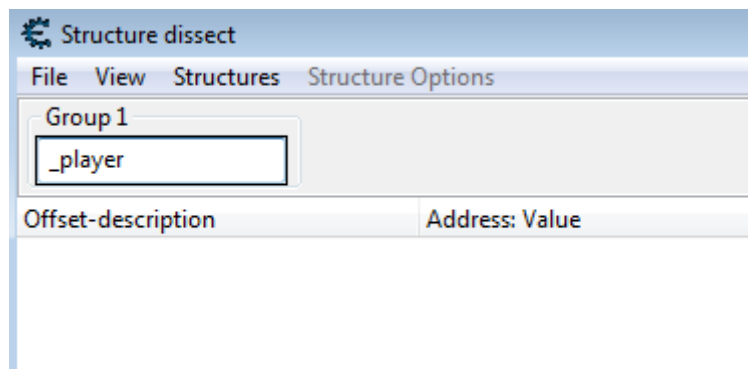 Structure dissect
File View Structures Structure Options
Group 1
_player
Offset-description Address: Value